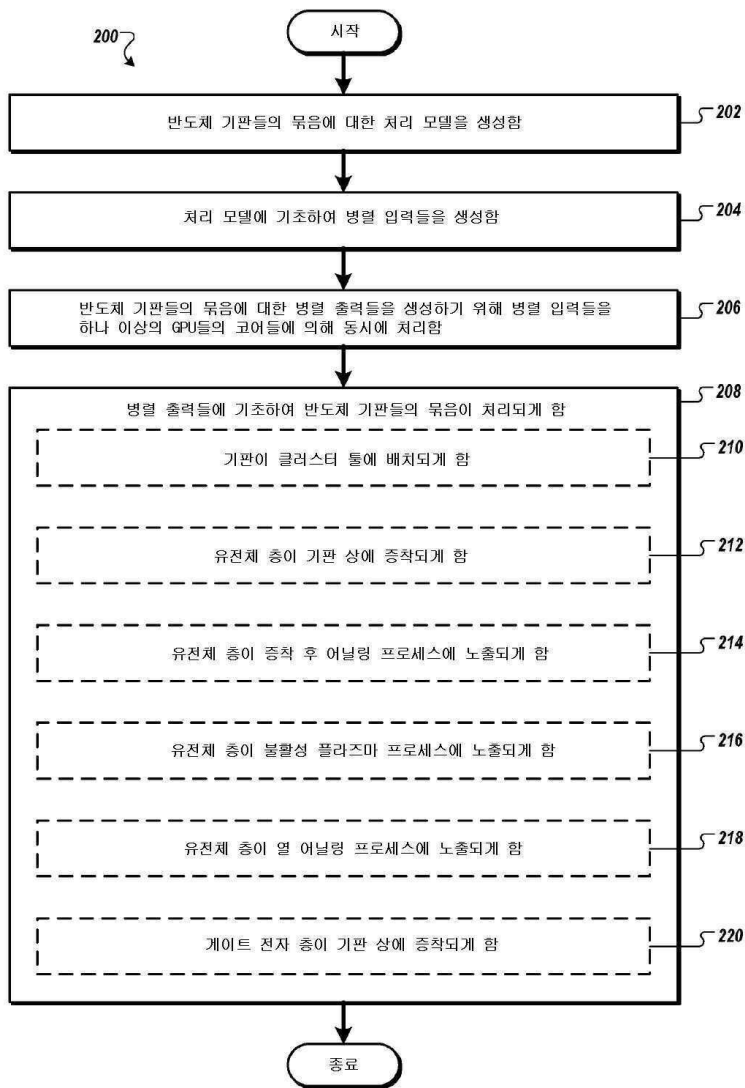 시작
200
반도체 기판들의 묶음에 대한 처리 모델을 생성함
202
처리 모델에 기초하여 병렬 입력들을 생성함
204
반도체 기판들의 묶음에 대한 병렬 출력들을 생성하기 위해 병렬 입력들을
하나 이상의 GPU들의 코어들에 의해 동시에 처리함
206
208
병렬 출력들에 기초하여 반도체 기판들의 묶음이 처리되게 함
기판이 클러스터 툴에 배치되게 함
210
유전체 층이 기판 상에 증착되게 함
212
유전체 층이 증착 후 어닐링 프로세스에 노출되게 함
214
유전체 층이 불활성 플라즈마 프로세스에 노출되게 함
216
유전체 층이 열 어닐링 프로세스에 노출되게 함
218
게이트 전자 층이 기판 상에 증착되게 함
220
종료